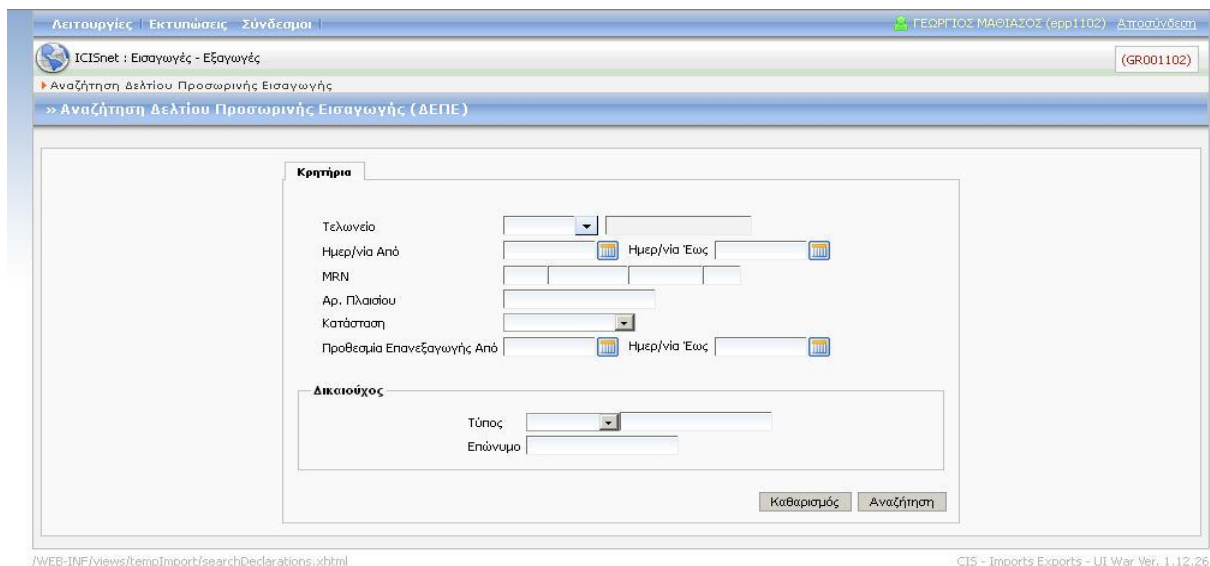 Λειτουργίες | Εκτυπώσεις Σύνδεσμοι | ΓΕΩΡΓΙΟΣ ΜΑΘΙΑΣΟΣ (epp1102) Αποσύνδεση
ICISnet : Εισαγωγές - Εξαγωγές (GR001102)
Αναζήτηση Δελτίου Προσωρινής Εισαγωγής
» Αναζήτηση Δελτίου Προσωρινής Εισαγωγής (ΔΕΠΕ)
Κρητήρια
Τελωνείο
Ημερ/νία Από Ημερ/νία Έως
MRN
Αρ. Πλαισίου
Κατάσταση
Προθεσμία Επανεξαγωγής Από Ημερ/νία Έως
Δικαιούχος
Τύπος
Επώνυμο
Καθαρισμός Αναζήτηση
/WEB-INF/views/tempImport/searchDeclarations.xhtml CIS - Imports Exports - UI War Ver. 1.12.26